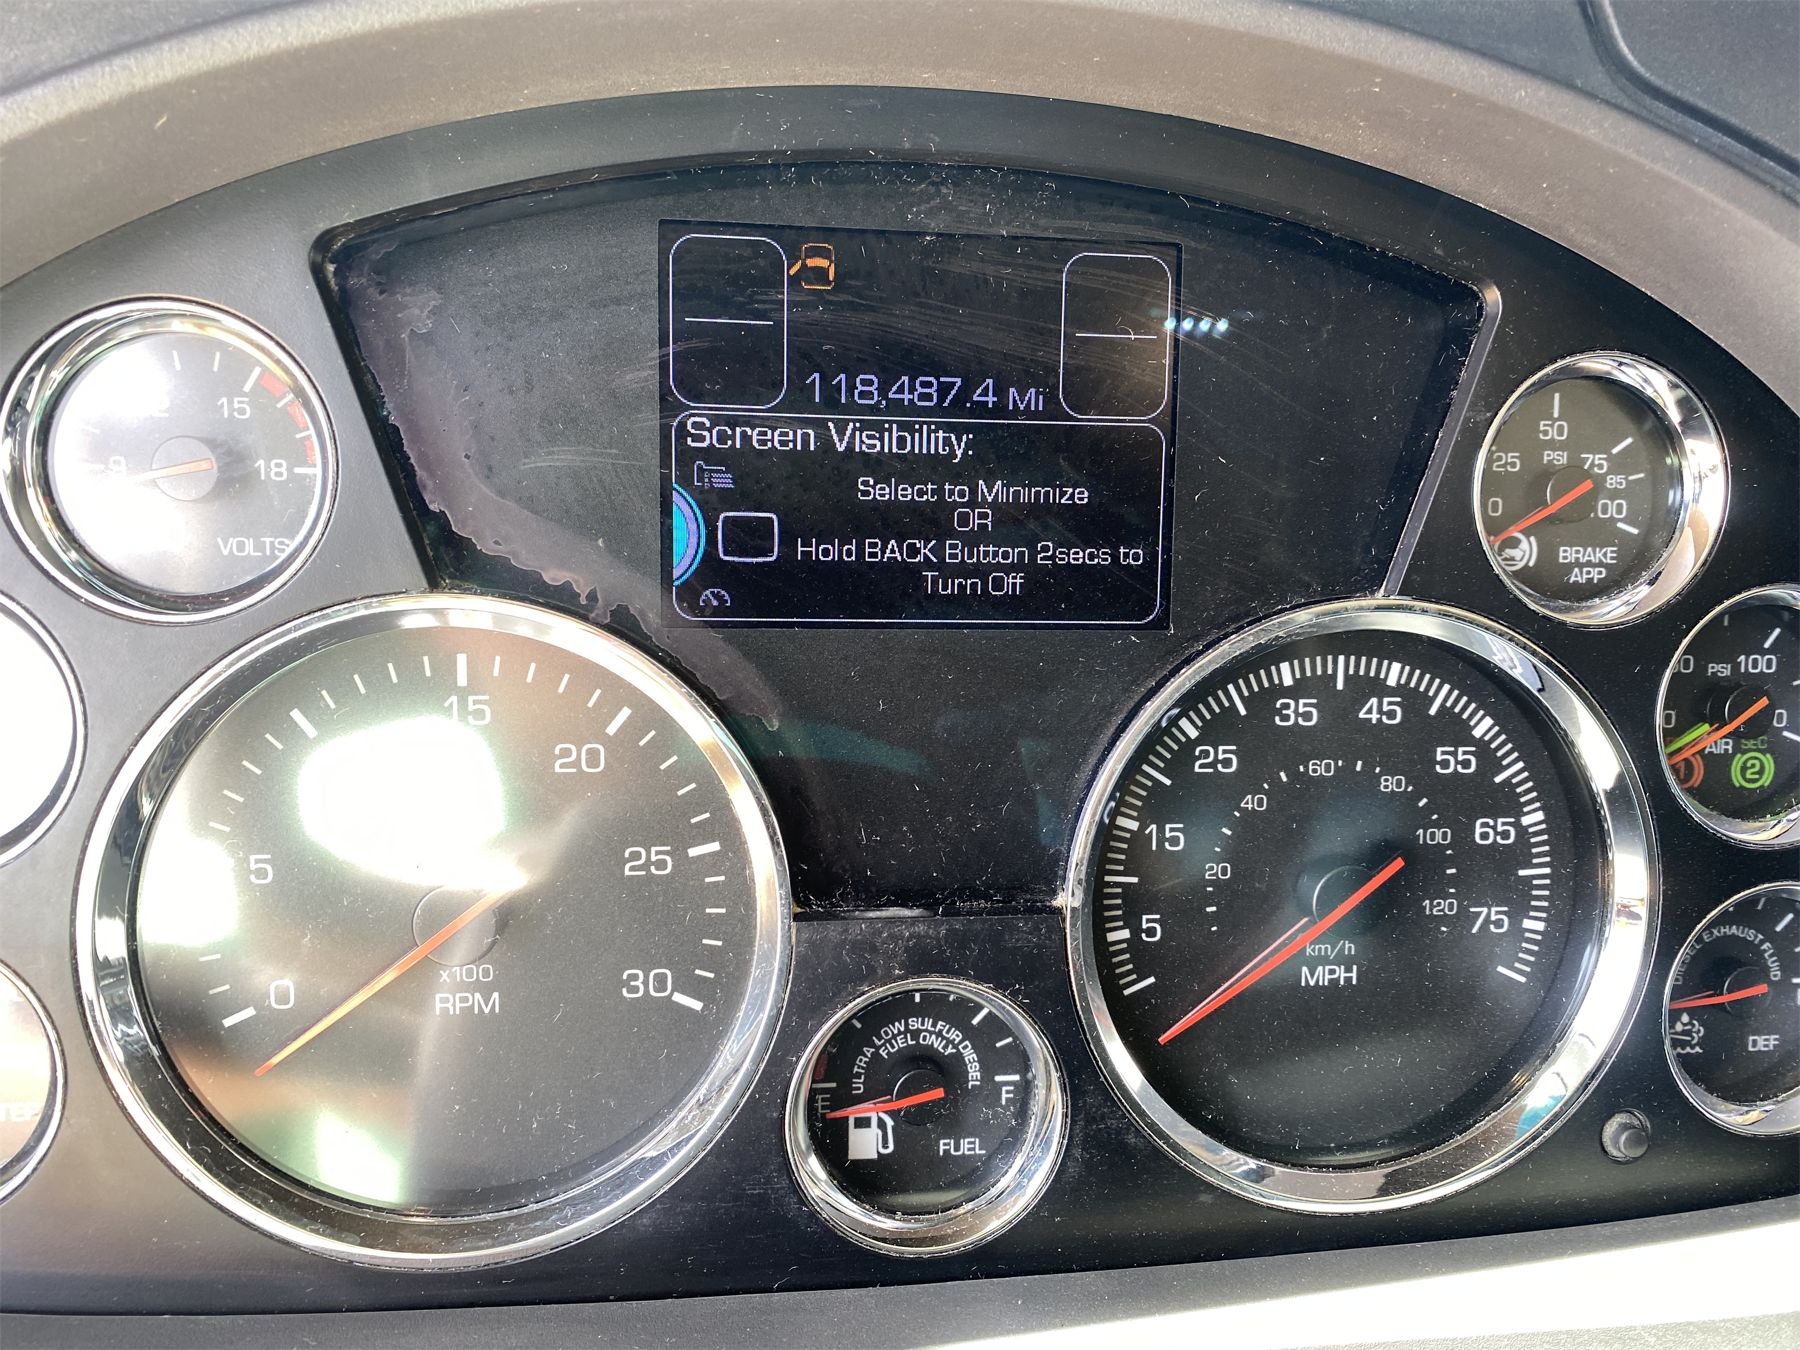 118,487.4 Mi
Screen Visibility:
Select to Minimize
OR
Hold BACK Button 2secs to
Turn Off
15
18
VOLTS
50
25
PSI
75
85
0
BRAKE
APP
PSI
100
0
AIR
SEC
1
2
0
5
15
20
25
30
x100
RPM
5
15
25
35
45
55
65
75
20
40
60
80
100
120
km/h
MPH
ULTRA LOW SULFUR DIESEL
FUEL ONLY
E
F
FUEL
DIESEL EXHAUST FLUID
DEF